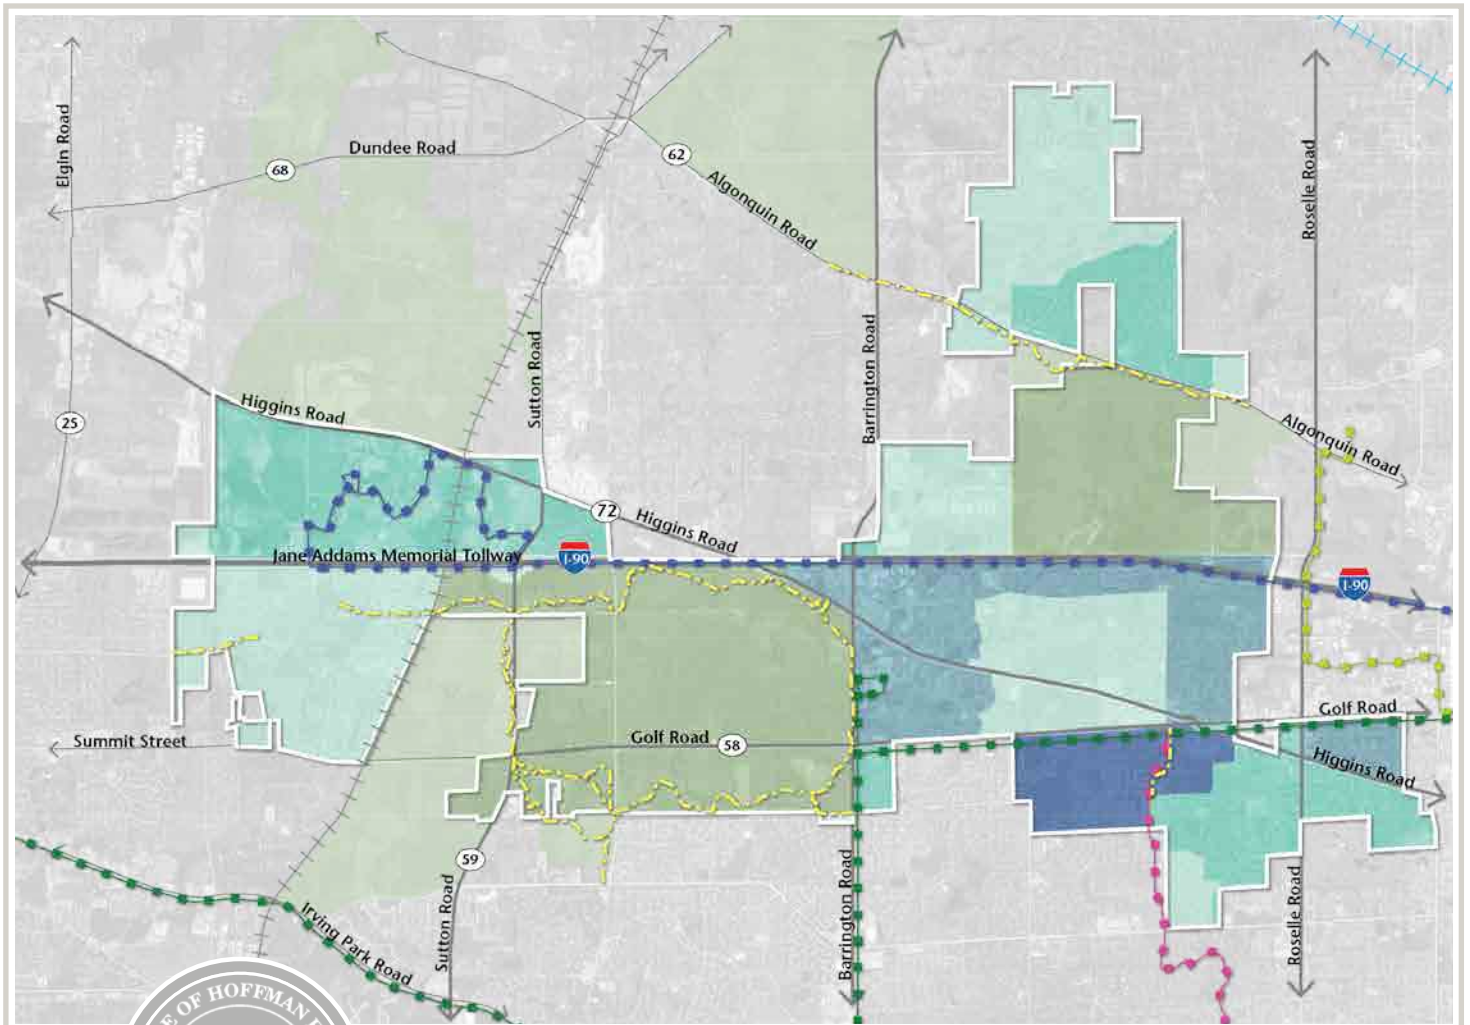 Elgin Road
Dundee Road
68
62
Algonquin Road
Roselle Road
Sutton Road
Barrington Road
25
Higgins Road
Algonquin Road
72
Higgins Road
Jane Addams Memorial Tollway
I-90
I-90
Golf Road
Summit Street
Golf Road
58
Higgins Road
59
Sutton Road
Barrington Road
Roselle Road
Irving Park Road
E OF HOFFMAN